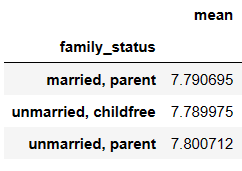 mean
family_status
married, parent 7.790695
unmarried, childfree 7.789975
unmarried, parent 7.800712